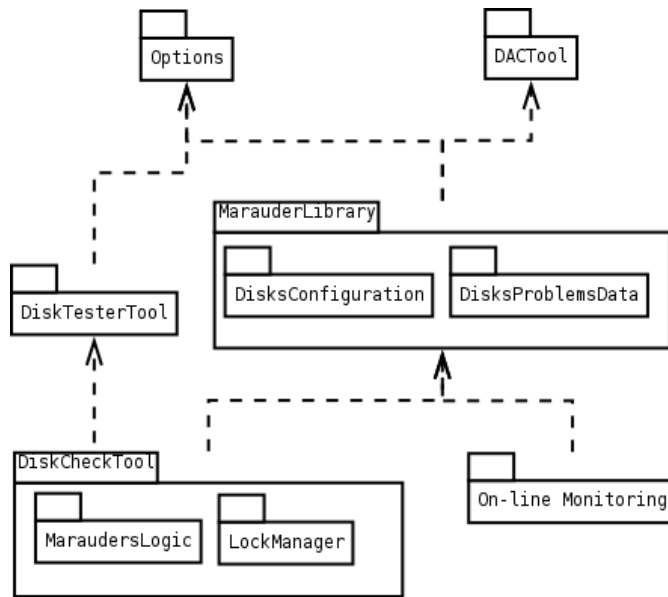 Options
DACTool
MarauderLibrary
DisksConfiguration
DisksProblemsData
DiskTesterTool
DiskCheckTool
MaraudersLogic
LockManager
On-line Monitoring